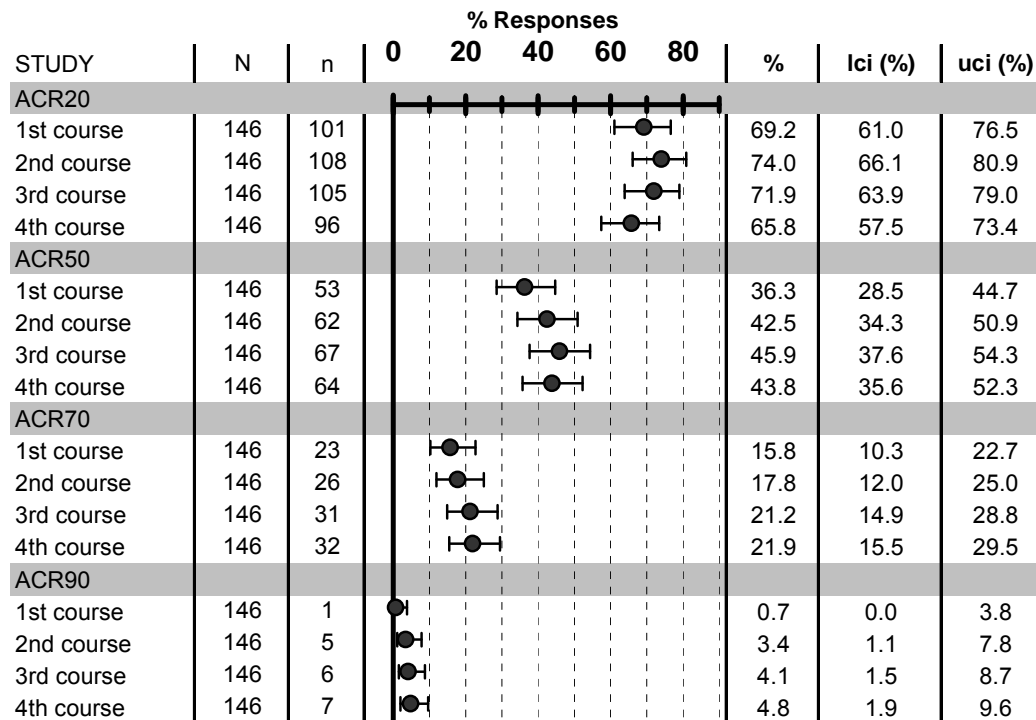 % Responses
STUDY N n 0 20 40 60 80 % lci (%) uci (%)
ACR20
1st course 146 101 69.2 61.0 76.5
2nd course 146 108 74.0 66.1 80.9
3rd course 146 105 71.9 63.9 79.0
4th course 146 96 65.8 57.5 73.4
ACR50
1st course 146 53 36.3 28.5 44.7
2nd course 146 62 42.5 34.3 50.9
3rd course 146 67 45.9 37.6 54.3
4th course 146 64 43.8 35.6 52.3
ACR70
1st course 146 23 15.8 10.3 22.7
2nd course 146 26 17.8 12.0 25.0
3rd course 146 31 21.2 14.9 28.8
4th course 146 32 21.9 15.5 29.5
ACR90
1st course 146 1 0.7 0.0 3.8
2nd course 146 5 3.4 1.1 7.8
3rd course 146 6 4.1 1.5 8.7
4th course 146 7 4.8 1.9 9.6